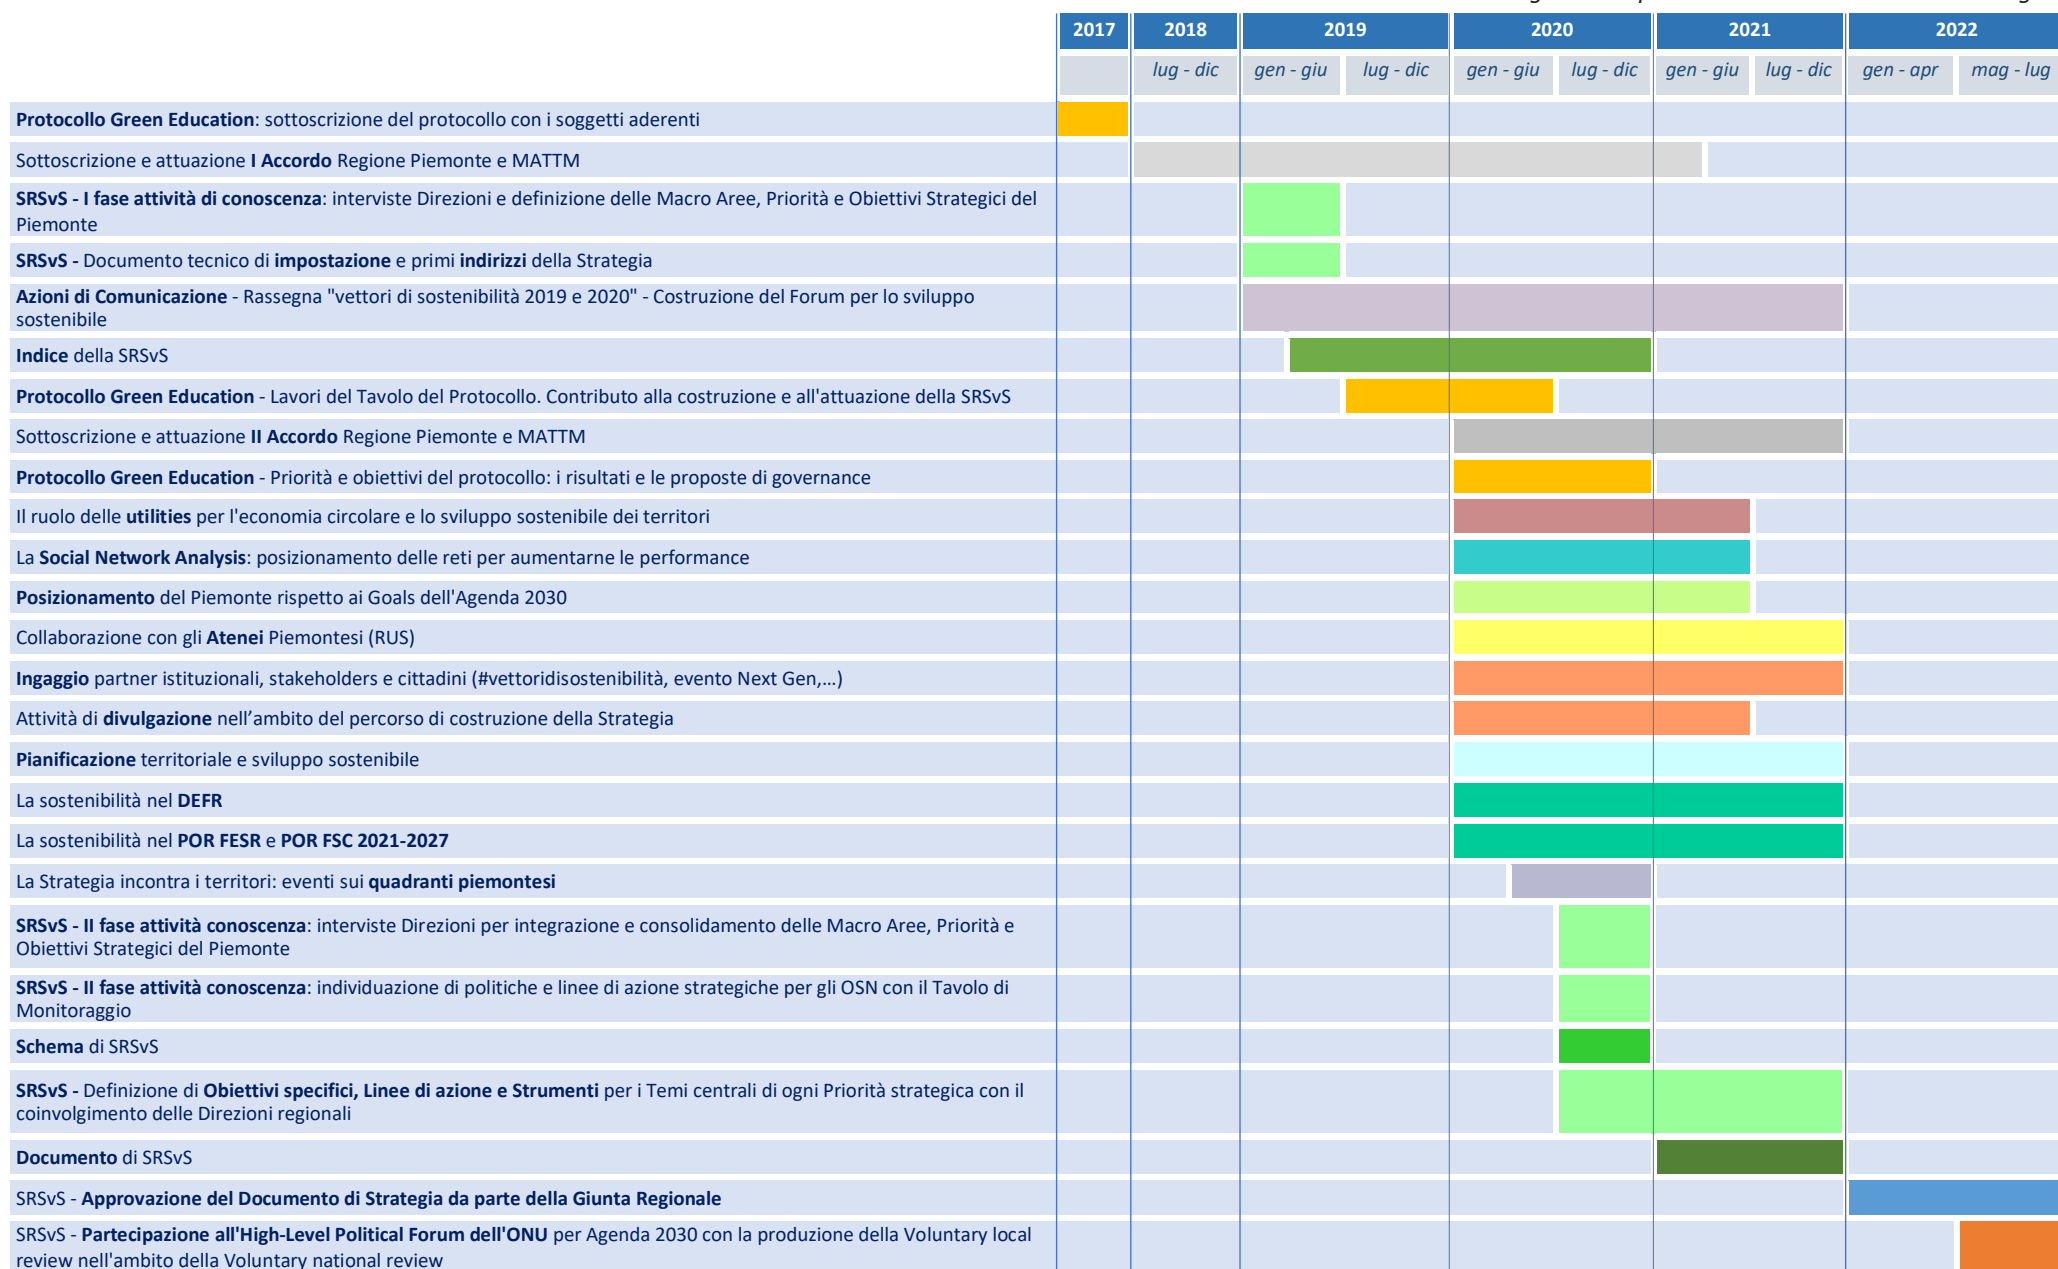 2017 2018 2019 2020 2021 2022
lug - dic gen - giu lug - dic gen - giu lug - dic gen - giu lug - dic gen - apr mag - lug
Protocollo Green Education: sottoscrizione del protocollo con i soggetti aderenti
Sottoscrizione e attuazione I Accordo Regione Piemonte e MATTM
SRSvS - I fase attività di conoscenza: interviste Direzioni e definizione delle Macro Aree, Priorità e Obiettivi Strategici del
Piemonte
SRSvS - Documento tecnico di impostazione e primi indirizzi della Strategia
Azioni di Comunicazione - Rassegna "vettori di sostenibilità 2019 e 2020" - Costruzione del Forum per lo sviluppo
sostenibile
Indice della SRSvS
Protocollo Green Education - Lavori del Tavolo del Protocollo. Contributo alla costruzione e all'attuazione della SRSvS
Sottoscrizione e attuazione II Accordo Regione Piemonte e MATTM
Protocollo Green Education - Priorità e obiettivi del protocollo: i risultati e le proposte di governance
Il ruolo delle utilities per l'economia circolare e lo sviluppo sostenibile dei territori
La Social Network Analysis: posizionamento delle reti per aumentarne le performance
Posizionamento del Piemonte rispetto ai Goals dell'Agenda 2030
Collaborazione con gli Atenei Piemontesi (RUS)
Ingaggio partner istituzionali, stakeholders e cittadini (#vettoridisostenibilità, evento Next Gen,...)
Attività di divulgazione nell’ambito del percorso di costruzione della Strategia
Pianificazione territoriale e sviluppo sostenibile
La sostenibilità nel DEFR
La sostenibilità nel POR FESR e POR FSC 2021-2027
La Strategia incontra i territori: eventi sui quadranti piemontesi
SRSvS - II fase attività conoscenza: interviste Direzioni per integrazione e consolidamento delle Macro Aree, Priorità e
Obiettivi Strategici del Piemonte
SRSvS - II fase attività conoscenza: individuazione di politiche e linee di azione strategiche per gli OSN con il Tavolo di
Monitoraggio
Schema di SRSvS
SRSvS - Definizione di Obiettivi specifici, Linee di azione e Strumenti per i Temi centrali di ogni Priorità strategica con il
coinvolgimento delle Direzioni regionali
Documento di SRSvS
SRSvS - Approvazione del Documento di Strategia da parte della Giunta Regionale
SRSvS - Partecipazione all'High-Level Political Forum dell'ONU per Agenda 2030 con la produzione della Voluntary local
review nell'ambito della Voluntary national review